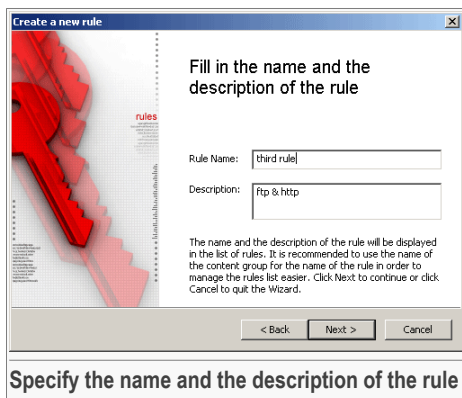 Create a new rule
Fill in the name and the
description of the rule
rules
Rule Name:
third rule
Description:
ftp & http
The name and the description of the rule will be displayed
in the list of rules. It is recommended to use the name of
the content group for the name of the rule in order to
manage the rules list easier. Click Next to continue or click
Cancel to quit the Wizard.
< Back
Next >
Cancel
Specify the name and the description of the rule